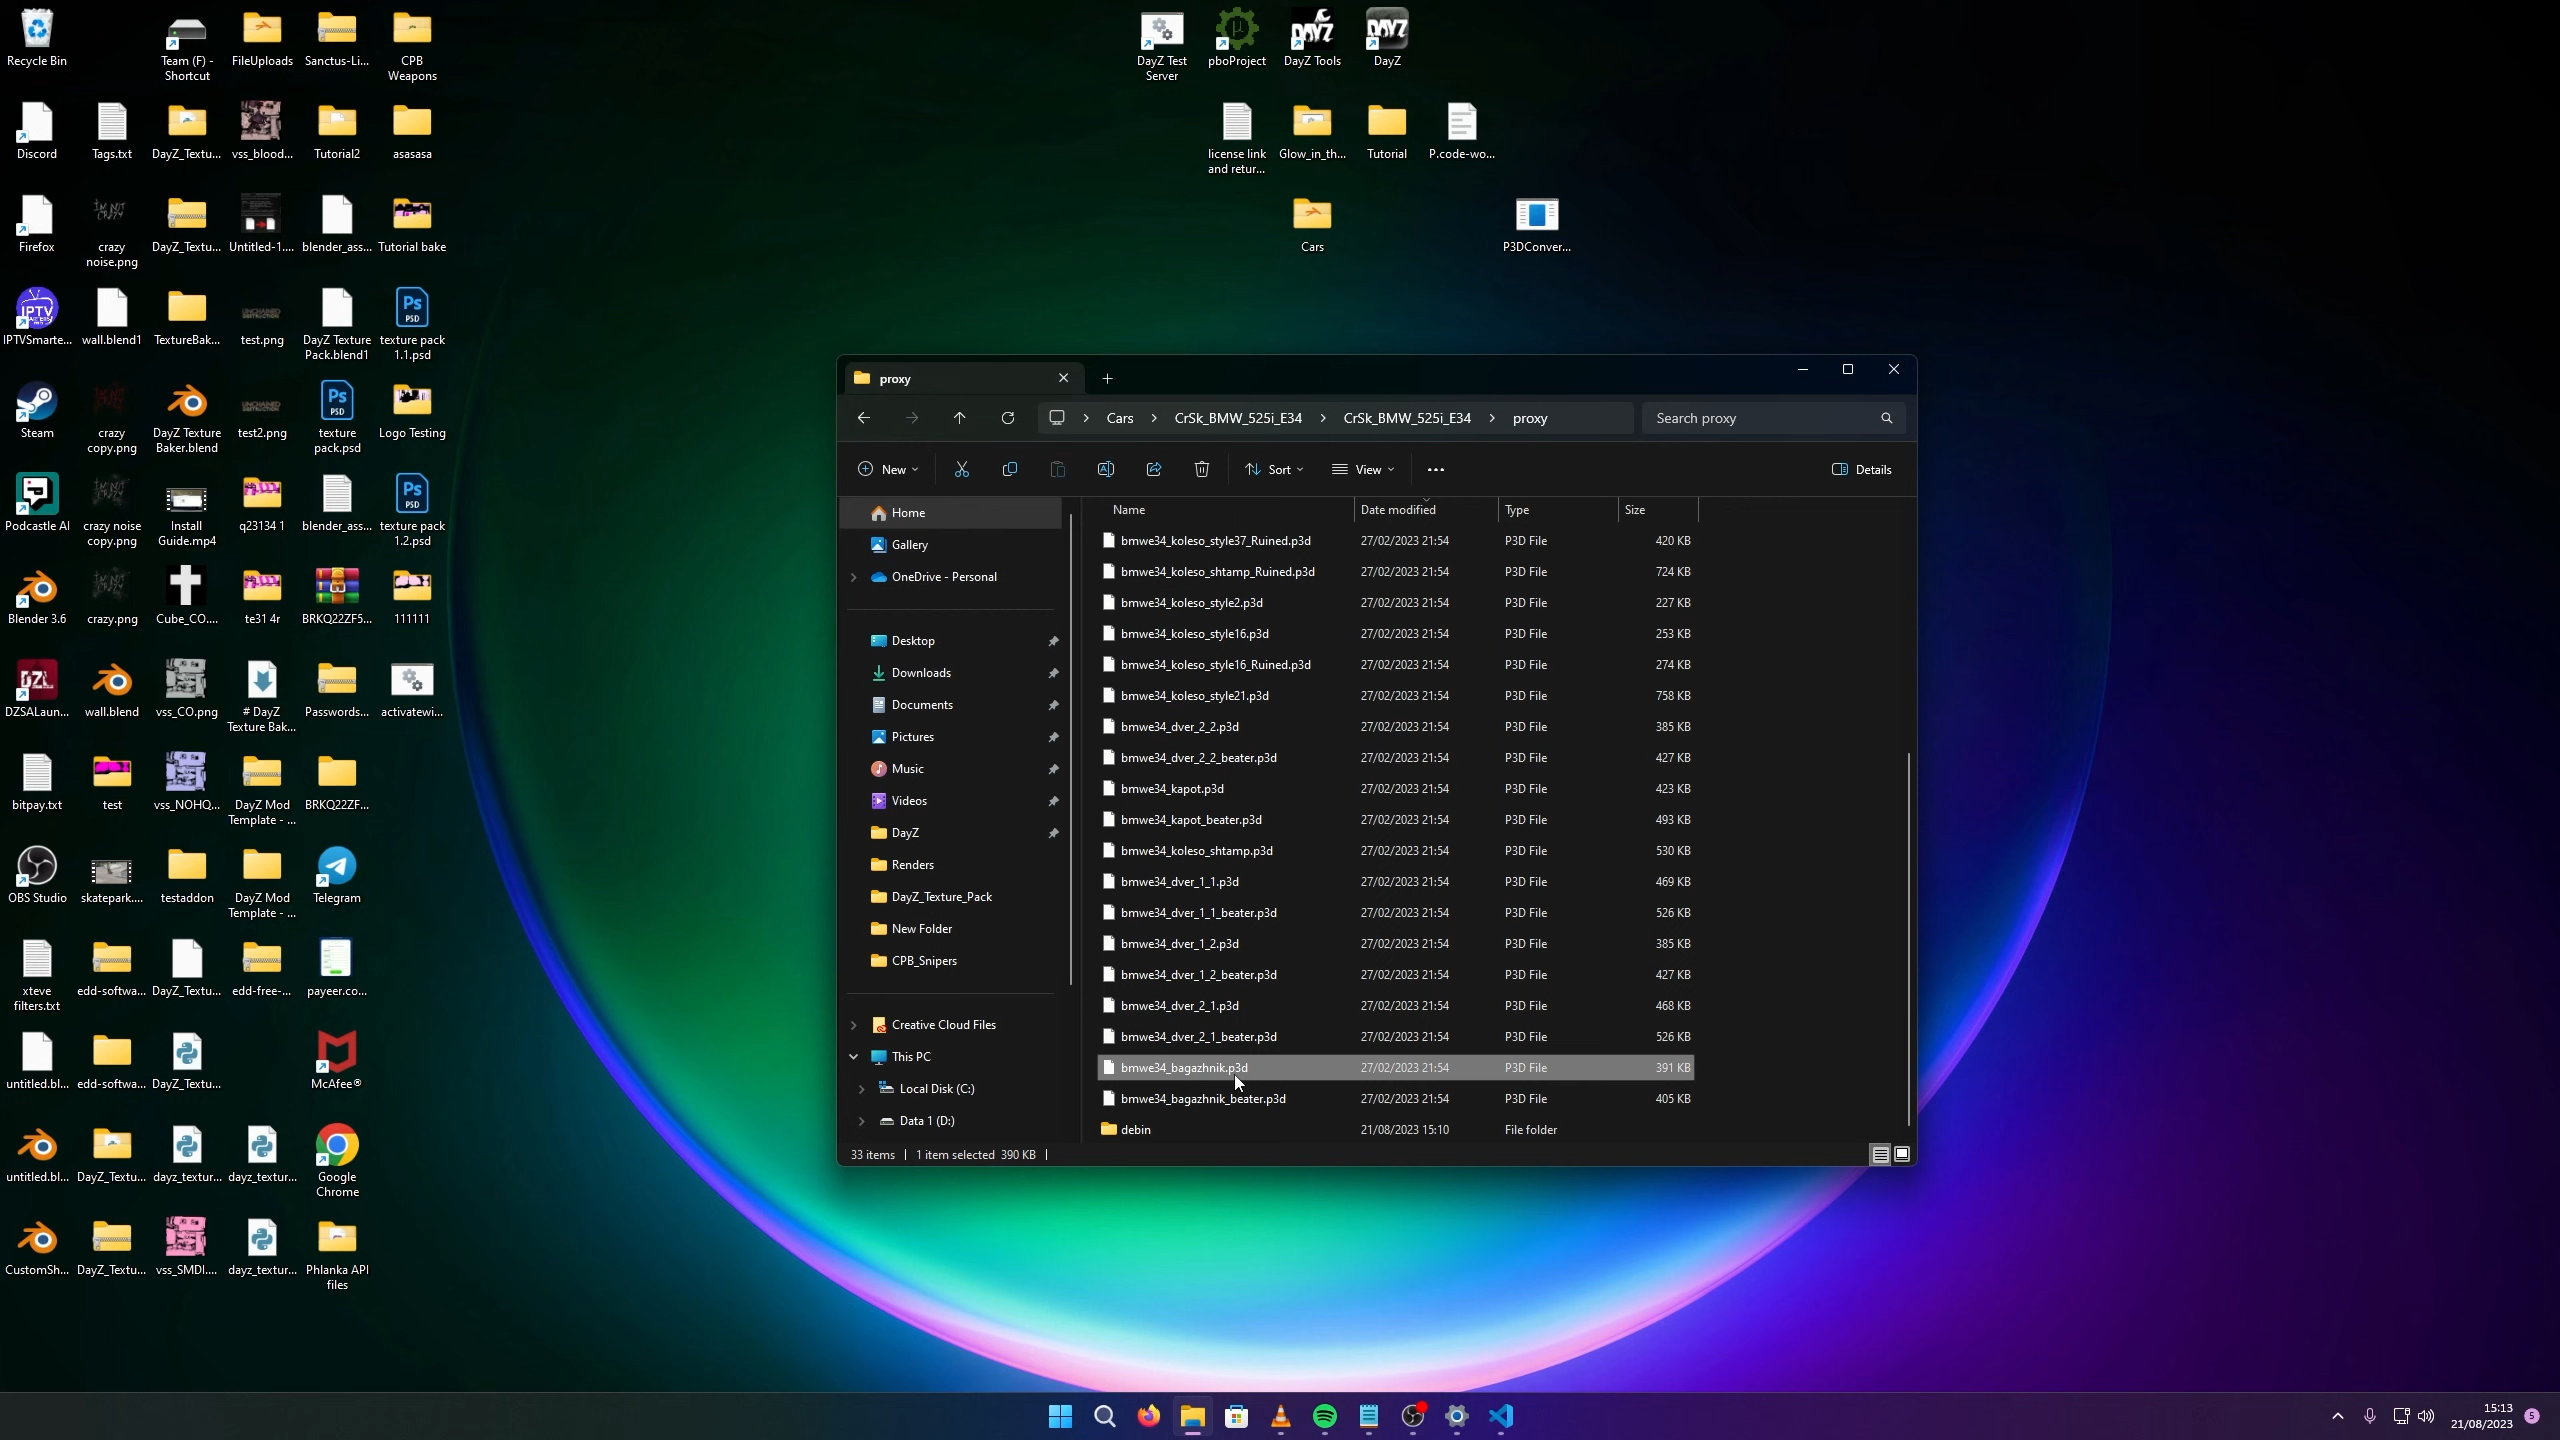 Recycle Bin
Team (F) -
Shortcut
FileUploads
Sanctus-Li...
CPB
Weapons
DayZ Test
Server
pboProject
DayZ Tools
DayZ
Discord
Tags.txt
DayZ_Textu...
vss_blood...
Tutorial2
asasasa
license link
and retur...
Glow_in_th...
Tutorial
P.code-wo...
Firefox
crazy
noise.png
DayZ_Textu...
Untitled-1....
blender_ass...
Tutorial bake
Cars
P3DConver...
IPTVSmarte...
wall.blend1
TextureBak...
test.png
DayZ Texture
Pack.blend1
texture pack
1.1.psd
Steam
crazy
copy.png
DayZ Texture
Baker.blend
test2.png
texture
pack.psd
Logo Testing
Podcastle AI
crazy noise
copy.png
Install
Guide.mp4
q23134 1
blender_ass...
texture pack
1.2.psd
Blender 3.6
crazy.png
Cube_CO....
te31 4r
BRKQ22ZF5...
111111
DZSALaun...
wall.blend
vss_CO.png
# DayZ
Texture Bak...
Passwords...
activatewi...
bitpay.txt
test
vss_NOHQ...
DayZ Mod
Template - ...
BRKQ22ZF...
OBS Studio
skatepark....
testaddon
DayZ Mod
Template - ...
Telegram
xteve
filters.txt
edd-softwa...
DayZ_Textu...
edd-free-...
payeer.co...
untitled.bl...
edd-softwa...
DayZ_Textu...
McAfee®
untitled.bl...
DayZ_Textu...
dayz_textur...
dayz_textur...
Google
Chrome
CustomSh...
DayZ_Textu...
vss_SMDI....
dayz_textur...
Phlanka API
files
proxy
Cars > CrSk_BMW_525i_E34 > CrSk_BMW_525i_E34 > proxy
Search proxy
New
Sort
View
Details
Home
Gallery
OneDrive - Personal
Desktop
Downloads
Documents
Pictures
Music
Videos
DayZ
Renders
DayZ_Texture_Pack
New Folder
CPB_Snipers
Creative Cloud Files
This PC
Local Disk (C:)
Data 1 (D:)
Name Date modified Type Size
bmwe34_koleso_style37_Ruined.p3d 27/02/2023 21:54 P3D File 420 KB
bmwe34_koleso_shtamp_Ruined.p3d 27/02/2023 21:54 P3D File 724 KB
bmwe34_koleso_style2.p3d 27/02/2023 21:54 P3D File 227 KB
bmwe34_koleso_style16.p3d 27/02/2023 21:54 P3D File 253 KB
bmwe34_koleso_style16_Ruined.p3d 27/02/2023 21:54 P3D File 274 KB
bmwe34_koleso_style21.p3d 27/02/2023 21:54 P3D File 758 KB
bmwe34_dver_2_2.p3d 27/02/2023 21:54 P3D File 385 KB
bmwe34_dver_2_2_beater.p3d 27/02/2023 21:54 P3D File 427 KB
bmwe34_kapot.p3d 27/02/2023 21:54 P3D File 423 KB
bmwe34_kapot_beater.p3d 27/02/2023 21:54 P3D File 493 KB
bmwe34_koleso_shtamp.p3d 27/02/2023 21:54 P3D File 530 KB
bmwe34_dver_1_1.p3d 27/02/2023 21:54 P3D File 469 KB
bmwe34_dver_1_1_beater.p3d 27/02/2023 21:54 P3D File 526 KB
bmwe34_dver_1_2.p3d 27/02/2023 21:54 P3D File 385 KB
bmwe34_dver_1_2_beater.p3d 27/02/2023 21:54 P3D File 427 KB
bmwe34_dver_2_1.p3d 27/02/2023 21:54 P3D File 468 KB
bmwe34_dver_2_1_beater.p3d 27/02/2023 21:54 P3D File 526 KB
bmwe34_bagazhnik.p3d 27/02/2023 21:54 P3D File 391 KB
bmwe34_bagazhnik_beater.p3d 27/02/2023 21:54 P3D File 405 KB
debin 21/08/2023 15:10 File folder
33 items 1 item selected 390 KB
15:13
21/08/2023
5